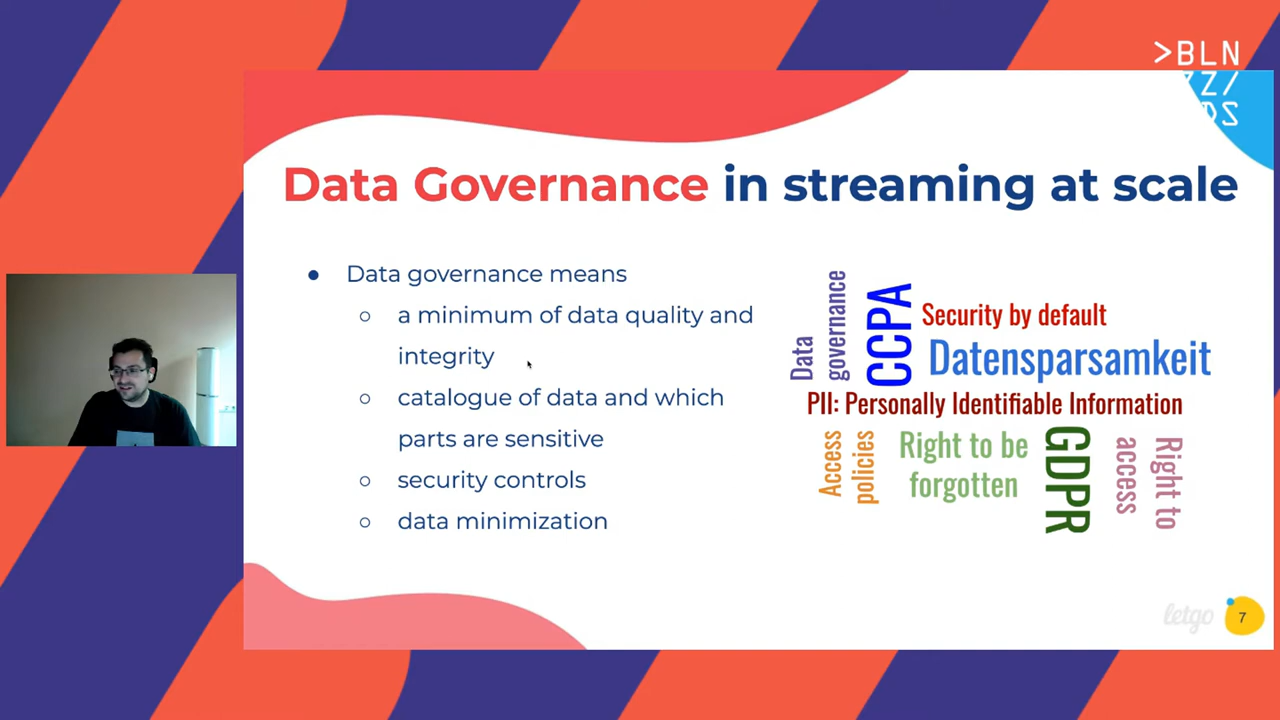 >BLN
ZZ/
DS
Data Governance in streaming at scale
● Data governance means
○ a minimum of data quality and
integrity
○ catalogue of data and which
parts are sensitive
○ security controls
○ data minimization
Data
governance
CCPA
Security by default
Datensparsamkeit
PII: Personally Identifiable Information
Access
policies
Right to be
forgotten
GDPR
Right to
access
letgo
7